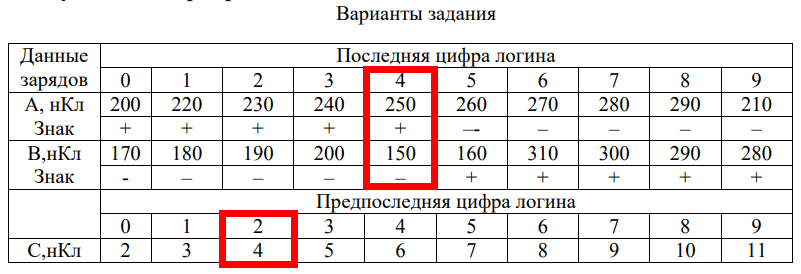 Варианты задания
Данные зарядов Последняя цифра логина
0 1 2 3 4 5 6 7 8 9
А, нКл 200 220 230 240 250 260 270 280 290 210
Знак + + + + + –- – – – –
В,нКл 170 180 190 200 150 160 310 300 290 280
Знак - – – – – + + + + +
Предпоследняя цифра логина
0 1 2 3 4 5 6 7 8 9
С,нКл 2 3 4 5 6 7 8 9 10 11